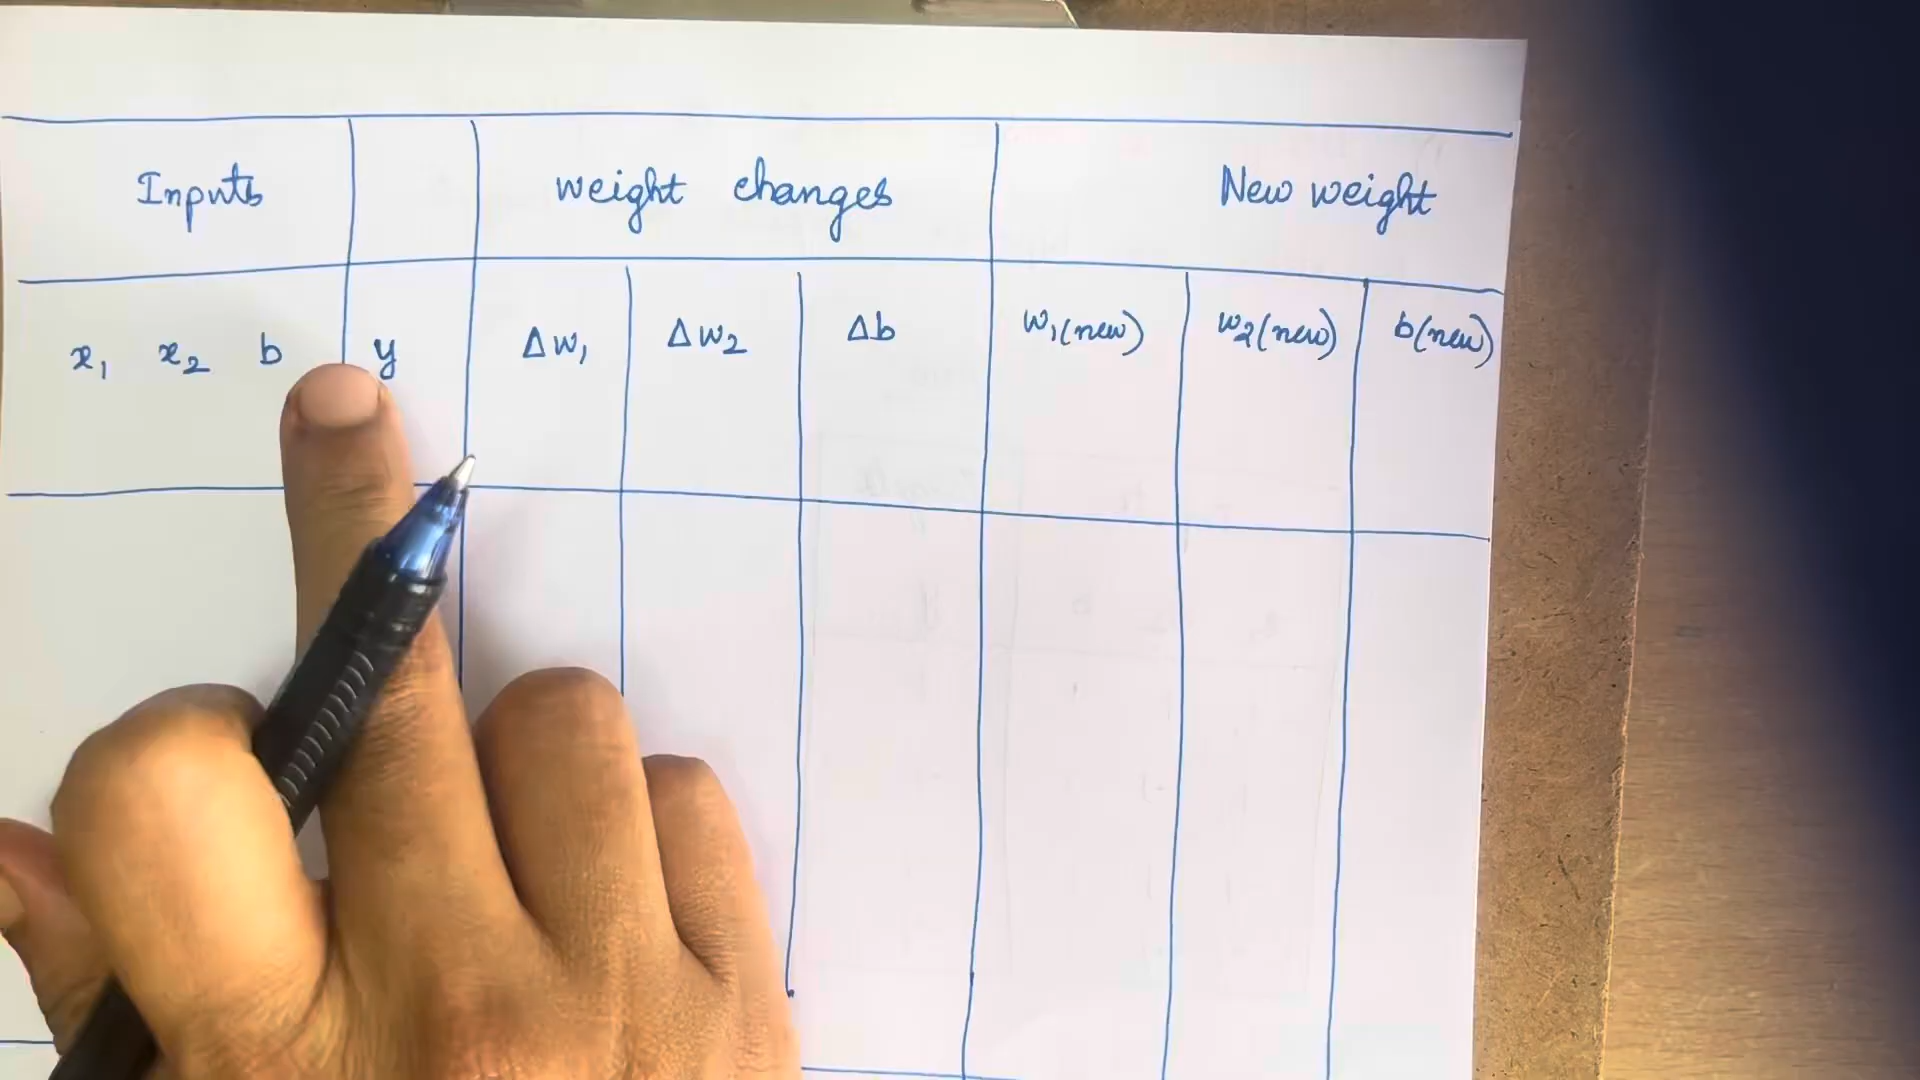 Inputs weight changes New weight
x₁ x₂ b y Δw₁ Δw₂ Δb w₁(new) w₂(new) b(new)